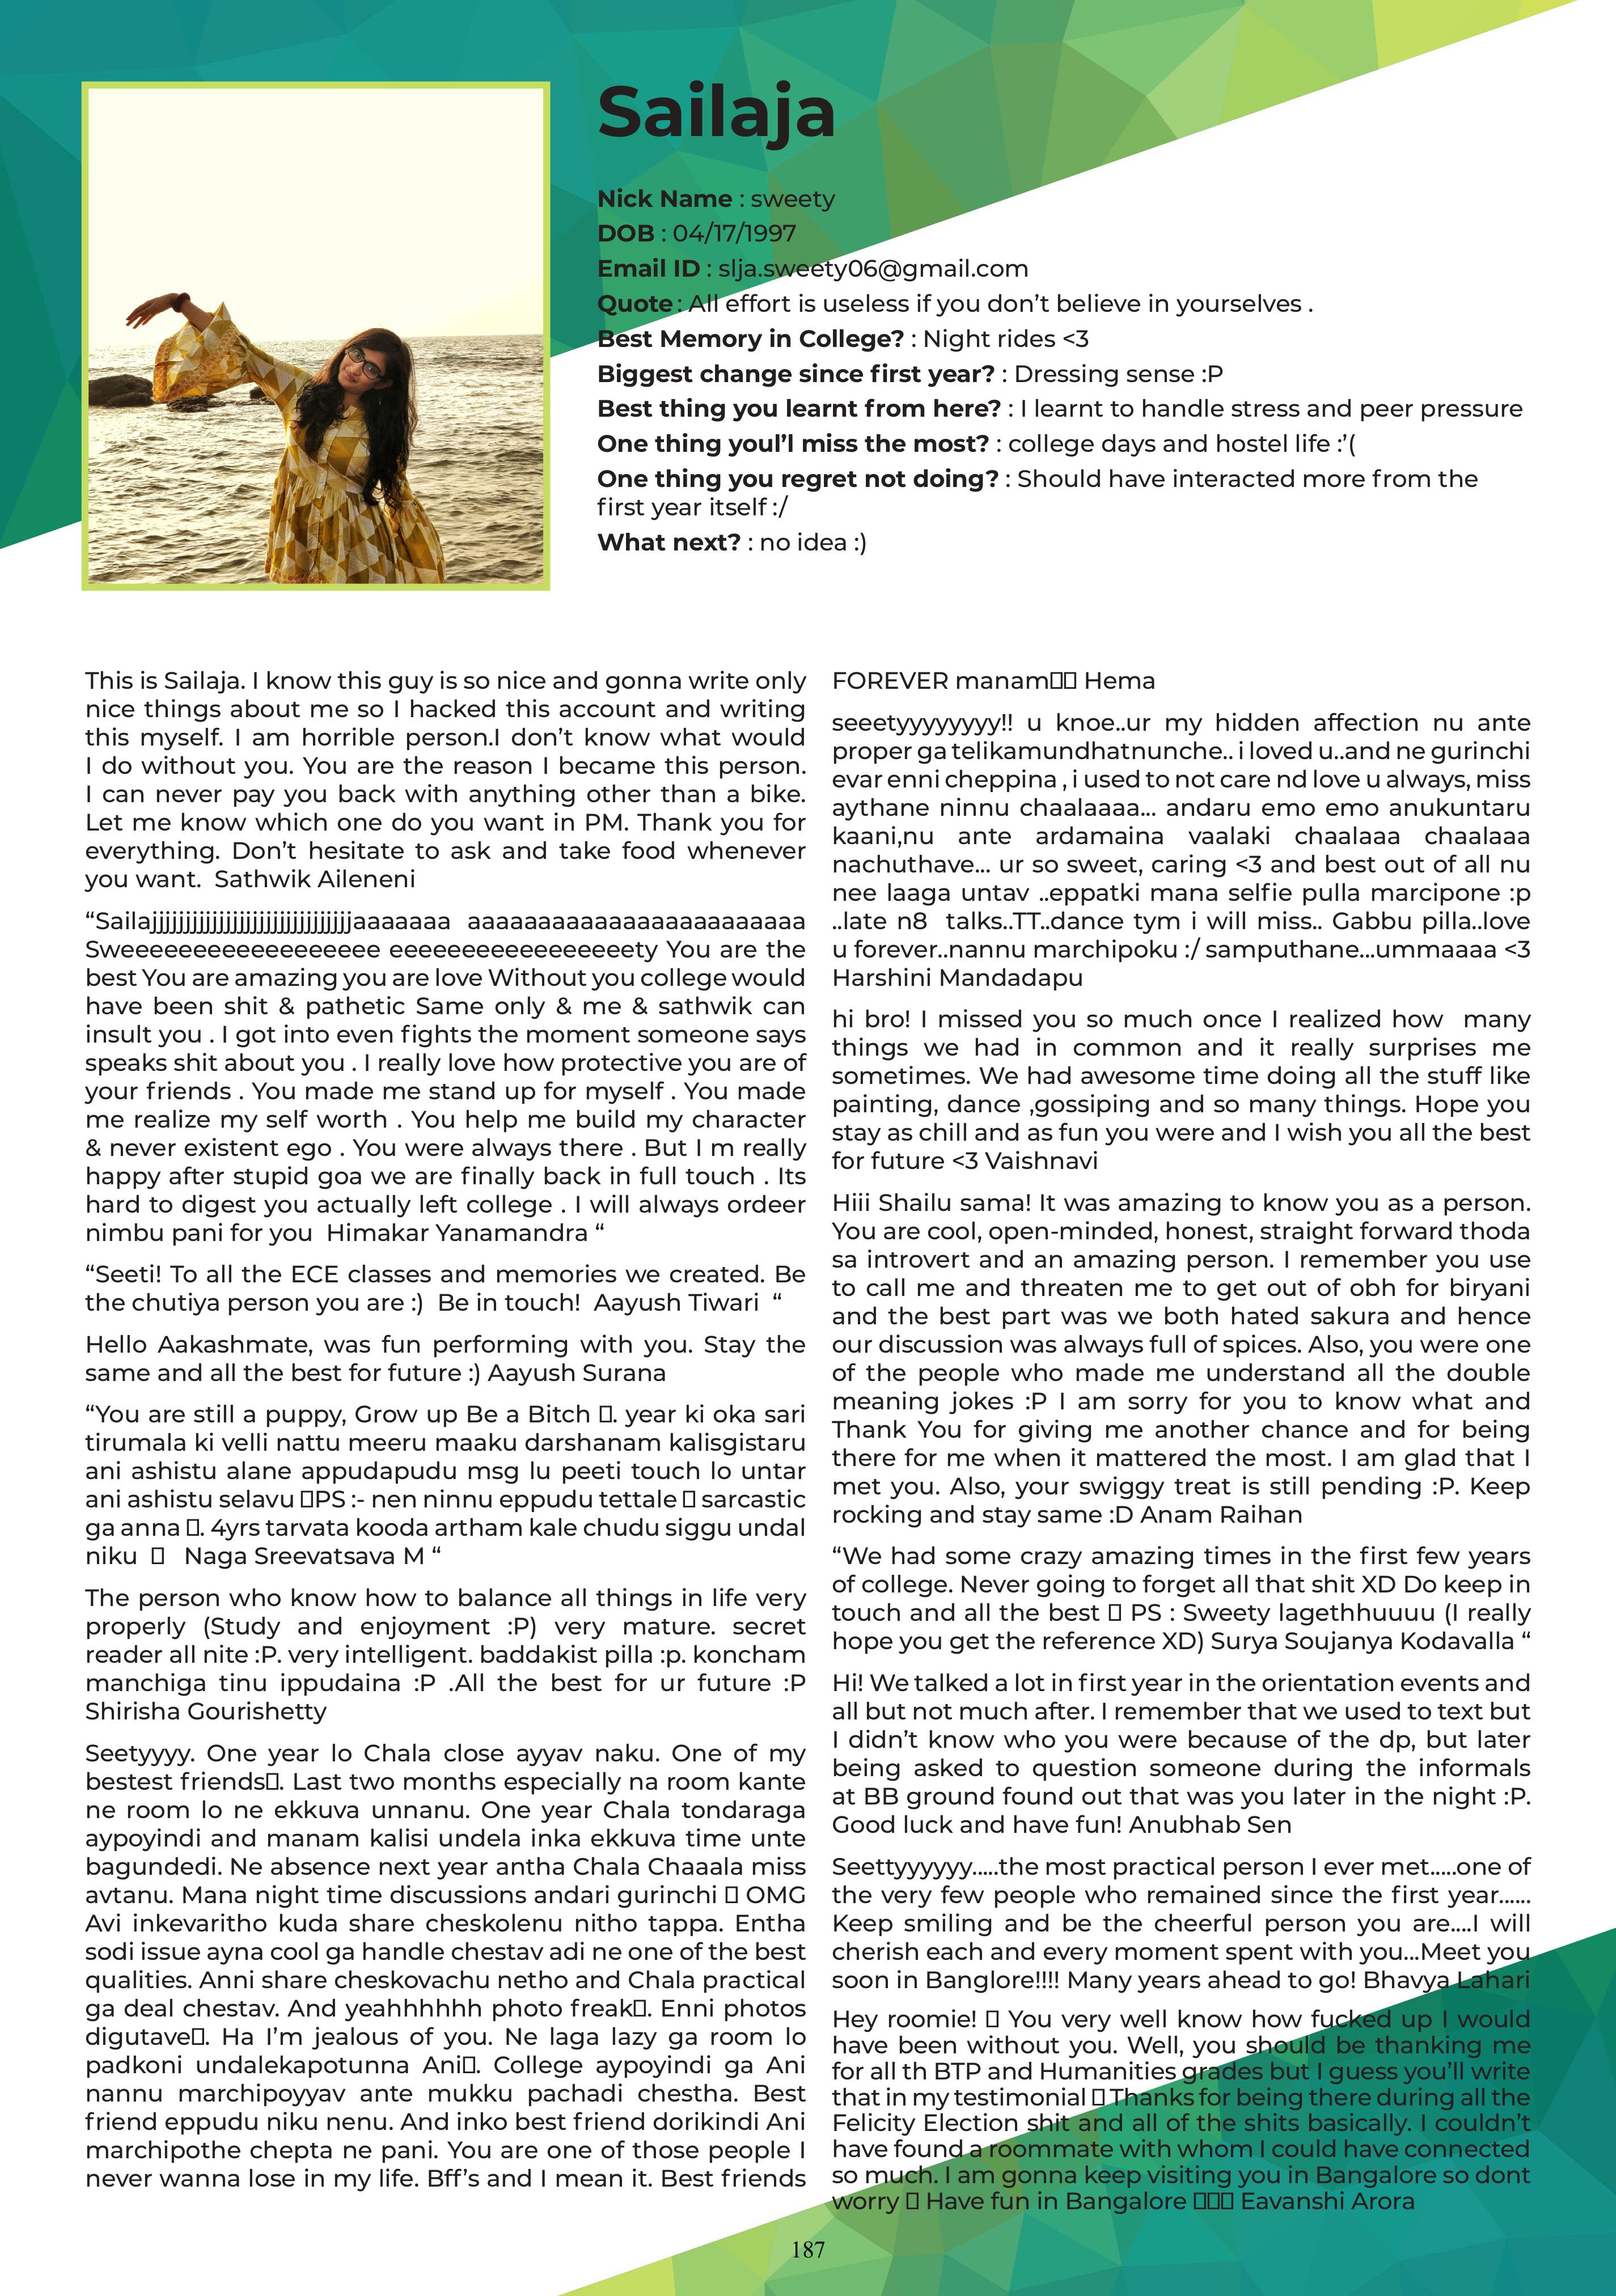 Sailaja
Nick Name : sweety
DOB : 04/17/1997
Email ID : slja.sweety06@gmail.com
Quote : All effort is useless if you don’t believe in yourselves .
Best Memory in College? : Night rides <3
Biggest change since first year? : Dressing sense :P
Best thing you learnt from here? : I learnt to handle stress and peer pressure
One thing youl’l miss the most? : college days and hostel life :’(
One thing you regret not doing? : Should have interacted more from the
first year itself :/
What next? : no idea :)
This is Sailaja. I know this guy is so nice and gonna write only
nice things about me so I hacked this account and writing
this myself. I am horrible person.I don’t know what would
I do without you. You are the reason I became this person.
I can never pay you back with anything other than a bike.
Let me know which one do you want in PM. Thank you for
everything. Don’t hesitate to ask and take food whenever
you want. Sathwik Aileneni
“Sailajjjjjjjjjjjjjjjjjjjjjjjjjjjjjjjaaaaaaa aaaaaaaaaaaaaaaaaaaaaaaa
Sweeeeeeeeeeeeeeeeee eeeeeeeeeeeeeeeeety You are the
best You are amazing you are love Without you college would
have been shit & pathetic Same only & me & sathwik can
insult you . I got into even fights the moment someone says
speaks shit about you . I really love how protective you are of
your friends . You made me stand up for myself . You made
me realize my self worth . You help me build my character
& never existent ego . You were always there . But I m really
happy after stupid goa we are finally back in full touch . Its
hard to digest you actually left college . I will always ordeer
nimbu pani for you Himakar Yanamandra “
“Seeti! To all the ECE classes and memories we created. Be
the chutiya person you are :) Be in touch! Aayush Tiwari “
Hello Aakashmate, was fun performing with you. Stay the
same and all the best for future :) Aayush Surana
“You are still a puppy, Grow up Be a Bitch □. year ki oka sari
tirumala ki velli nattu meeru maaku darshanam kalisgistaru
ani ashistu alane appudapudu msg lu peeti touch lo untar
ani ashistu selavu □PS :- nen ninnu eppudu tettale □ sarcastic
ga anna □. 4yrs tarvata kooda artham kale chudu siggu undal
niku □ Naga Sreevatsava M “
The person who know how to balance all things in life very
properly (Study and enjoyment :P) very mature. secret
reader all nite :P. very intelligent. baddakist pilla :p. koncham
manchiga tinu ippudaina :P .All the best for ur future :P
Shirisha Gourishetty
Seetyyyy. One year lo Chala close ayyav naku. One of my
bestest friends□. Last two months especially na room kante
ne room lo ne ekkuva unnanu. One year Chala tondaraga
aypoyindi and manam kalisi undela inka ekkuva time unte
bagundedi. Ne absence next year antha Chala Chaaala miss
avtanu. Mana night time discussions andari gurinchi □ OMG
Avi inkevaritho kuda share cheskolenu nitho tappa. Entha
sodi issue ayna cool ga handle chestav adi ne one of the best
qualities. Anni share cheskovachu netho and Chala practical
ga deal chestav. And yeahhhhhh photo freak□. Enni photos
digutave□. Ha I’m jealous of you. Ne laga lazy ga room lo
padkoni undalekapotunna Ani□. College aypoyindi ga Ani
nannu marchipoyyav ante mukku pachadi chestha. Best
friend eppudu niku nenu. And inko best friend dorikindi Ani
marchipothe chepta ne pani. You are one of those people I
never wanna lose in my life. Bff’s and I mean it. Best friends
FOREVER manam□□ Hema
seeetyyyyyyyy!! u knoe..ur my hidden affection nu ante
proper ga telikamundhatnunche.. i loved u..and ne gurinchi
evar enni cheppina , i used to not care nd love u always, miss
aythane ninnu chaalaaaa... andaru emo emo anukuntaru
kaani,nu ante ardamaina vaalaki chaalaaa chaalaaa
nachuthave... ur so sweet, caring <3 and best out of all nu
nee laaga untav ..eppatki mana selfie pulla marcipone :p
..late n8 talks..TT..dance tym i will miss.. Gabbu pilla..love
u forever..nannu marchipoku :/ samputhane...ummaaaa <3
Harshini Mandadapu
hi bro! I missed you so much once I realized how many
things we had in common and it really surprises me
sometimes. We had awesome time doing all the stuff like
painting, dance ,gossiping and so many things. Hope you
stay as chill and as fun you were and I wish you all the best
for future <3 Vaishnavi
Hiii Shailu sama! It was amazing to know you as a person.
You are cool, open-minded, honest, straight forward thoda
sa introvert and an amazing person. I remember you use
to call me and threaten me to get out of obh for biryani
and the best part was we both hated sakura and hence
our discussion was always full of spices. Also, you were one
of the people who made me understand all the double
meaning jokes :P I am sorry for you to know what and
Thank You for giving me another chance and for being
there for me when it mattered the most. I am glad that I
met you. Also, your swiggy treat is still pending :P. Keep
rocking and stay same :D Anam Raihan
“We had some crazy amazing times in the first few years
of college. Never going to forget all that shit XD Do keep in
touch and all the best □ PS : Sweety lagethhuuuu (I really
hope you get the reference XD) Surya Soujanya Kodavalla “
Hi! We talked a lot in first year in the orientation events and
all but not much after. I remember that we used to text but
I didn’t know who you were because of the dp, but later
being asked to question someone during the informals
at BB ground found out that was you later in the night :P.
Good luck and have fun! Anubhab Sen
Seettyyyyyy.....the most practical person I ever met.....one of
the very few people who remained since the first year......
Keep smiling and be the cheerful person you are....I will
cherish each and every moment spent with you...Meet you
soon in Banglore!!!! Many years ahead to go! Bhavya Lahari
Hey roomie! □ You very well know how fucked up I would
have been without you. Well, you should be thanking me
for all th BTP and Humanities grades but I guess you’ll write
that in my testimonial □ Thanks for being there during all the
Felicity Election shit and all of the shits basically. I couldn’t
have found a roommate with whom I could have connected
so much. I am gonna keep visiting you in Bangalore so dont
worry □ Have fun in Bangalore □□□ Eavanshi Arora
187